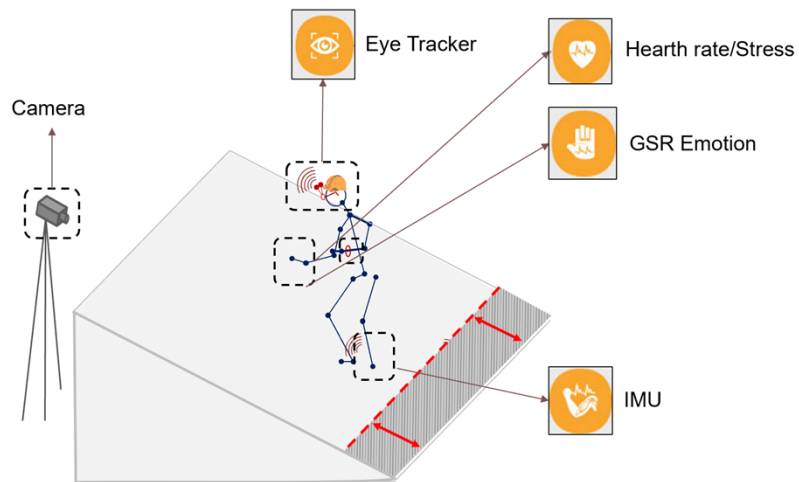 Eye Tracker
Hearth rate/Stress
Camera
GSR Emotion
IMU